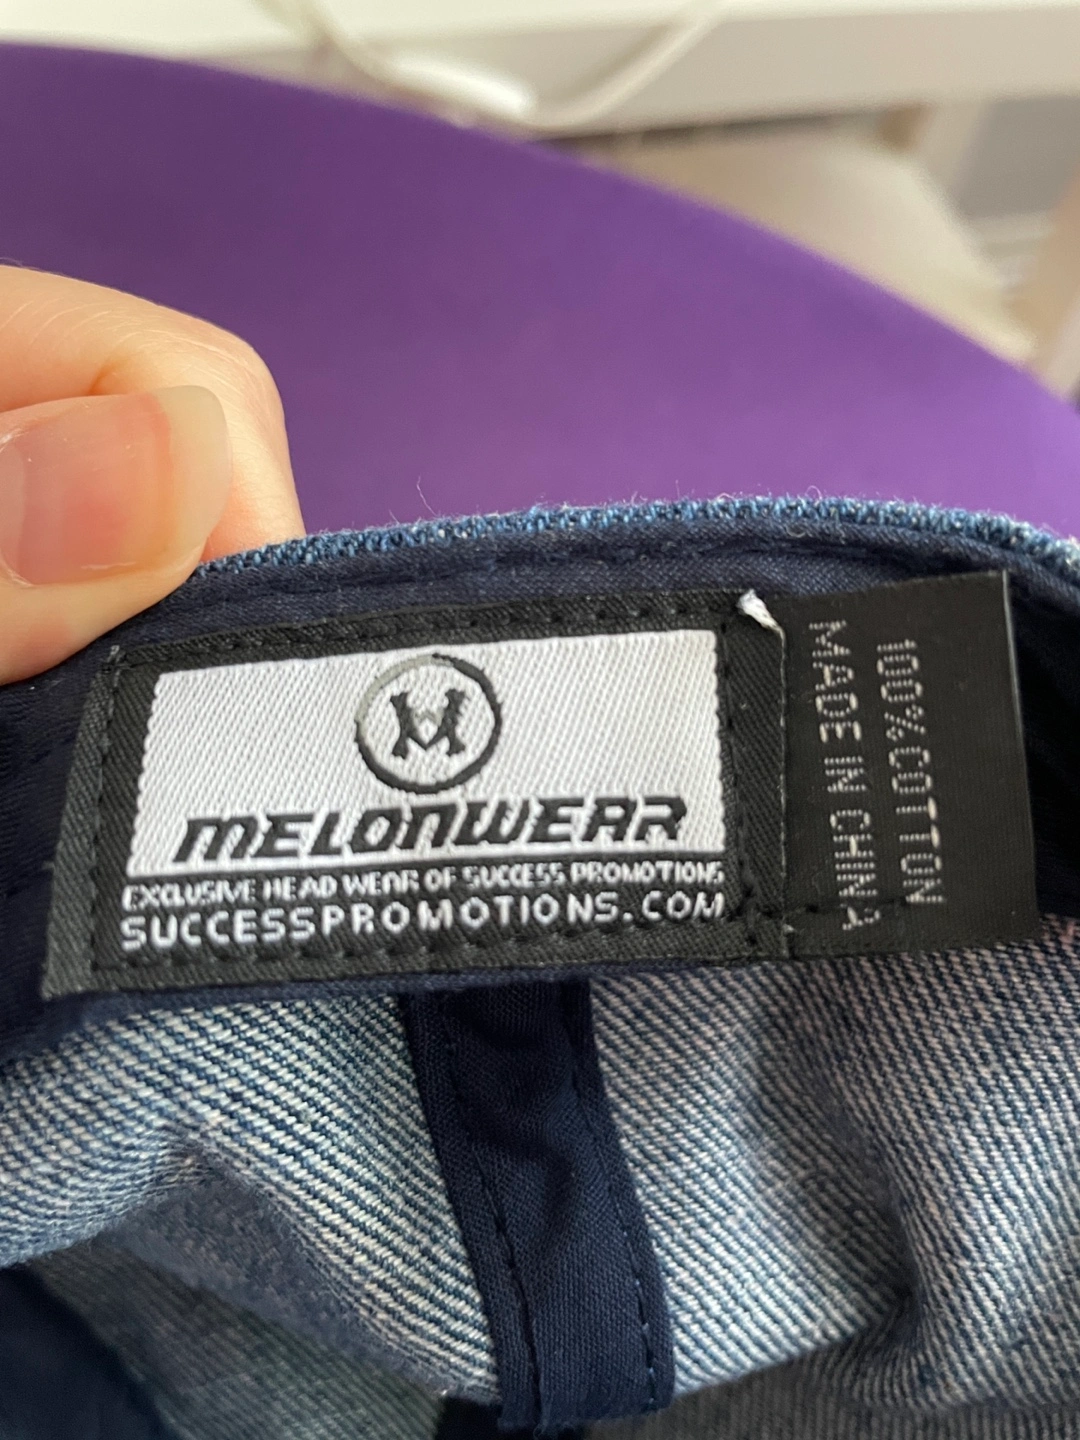 M
MELONWEAR
EXCLUSIVE HEAD WEAR OF SUCCESS PROMOTIONS
SUCCESSPROMOTIONS.COM
100%COTTON
MADE IN CHINA